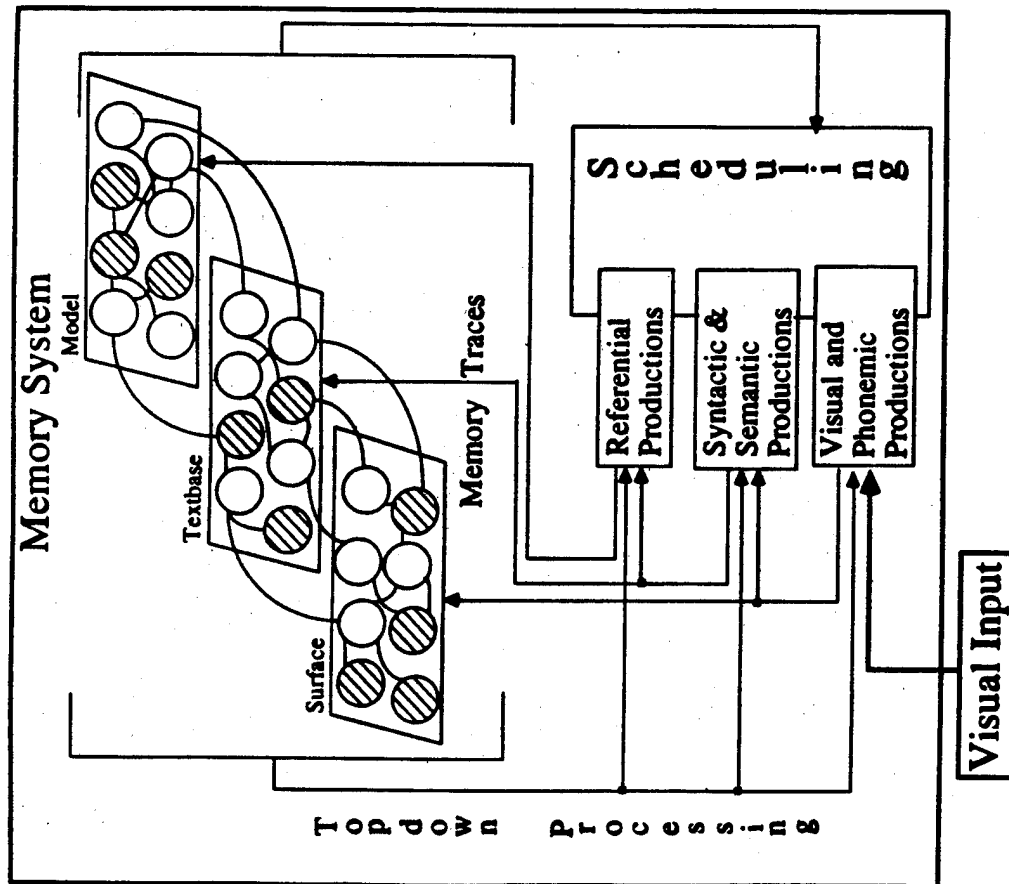 Memory System
Model
Textbase
Surface
Memory Traces
Topdown Processing
Referential
Productions
Syntactic &
Semantic
Productions
Visual and
Phonemic
Productions
Scheduling
Visual Input